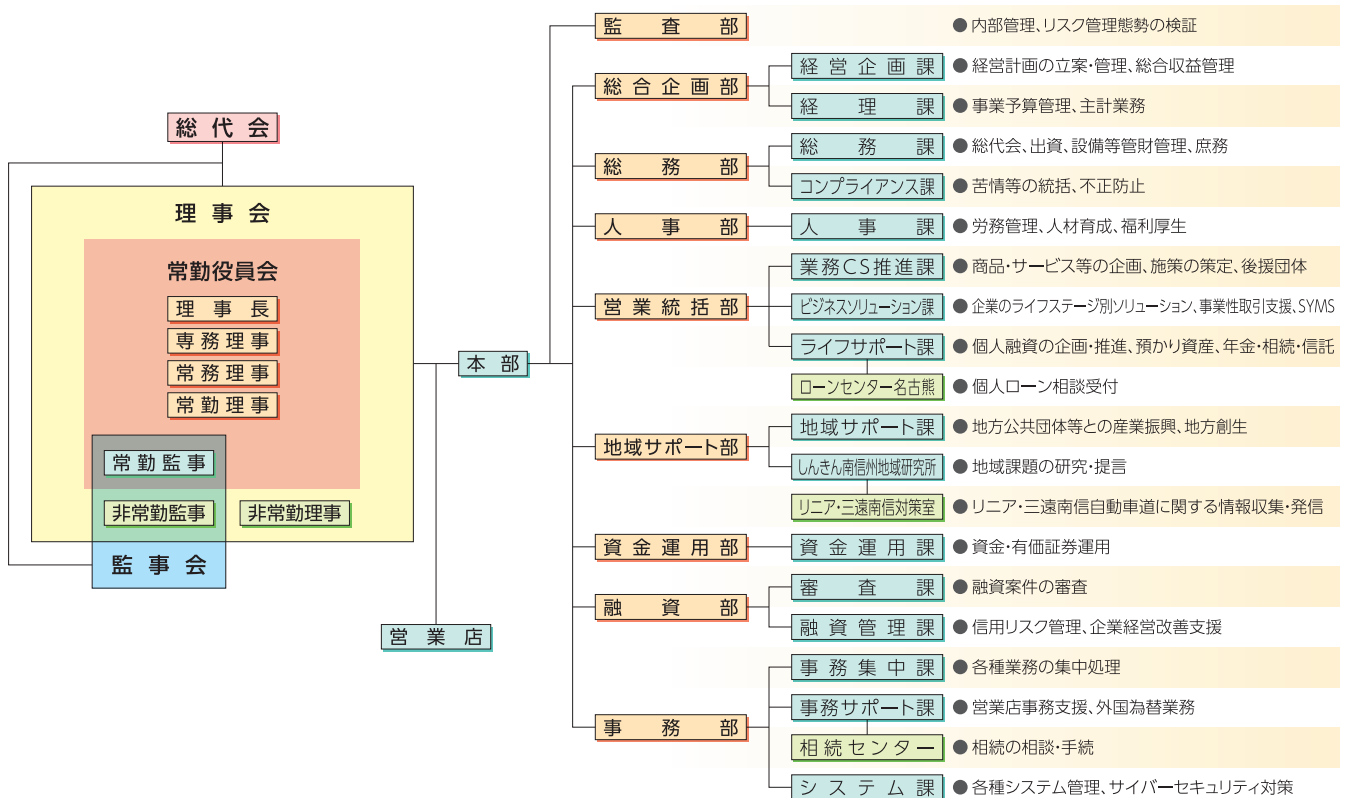 総代会
理事会
常勤役員会
理事長
専務理事
常務理事
常勤理事
常勤監事
非常勤監事
非常勤理事
監事会
本部
営業店
監査部
●内部管理、リスク管理態勢の検証
総合企画部
経営企画課
●経営計画の立案・管理、総合収益管理
経理課
●事業予算管理、主計業務
総務部
総務課
●総代会、出資、設備等管財管理、庶務
コンプライアンス課
●苦情等の統括、不正防止
人事部
人事課
●労務管理、人材育成、福利厚生
営業統括部
業務CS推進課
●商品・サービス等の企画、施策の策定、後援団体
ビジネスソリューション課
●企業のライフステージ別ソリューション、事業性取引支援、SYMS
ライフサポート課
●個人融資の企画・推進、預かり資産、年金・相続・信託
ローンセンター名古熊
●個人ローン相談受付
地域サポート部
地域サポート課
●地方公共団体等との産業振興、地方創生
しんきん南信州地域研究所
●地域課題の研究・提言
リニア・三遠南信対策室
●リニア・三遠南信自動車道に関する情報収集・発信
資金運用部
資金運用課
●資金・有価証券運用
融資部
審査課
●融資案件の審査
融資管理課
●信用リスク管理、企業経営改善支援
事務部
事務集中課
●各種業務の集中処理
事務サポート課
●営業店事務支援、外国為替業務
相続センター
●相続の相談・手続
システム課
●各種システム管理、サイバーセキュリティ対策